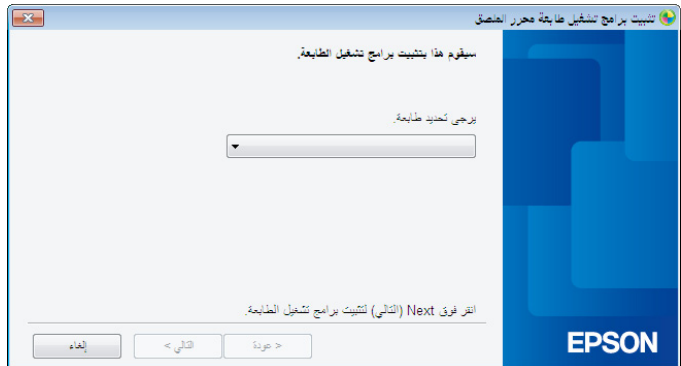 تثبيت برامج تشغيل طابعة محرر الملصق
سيقوم هذا بتثبيت برامج تشغيل الطابعة.
يرجى تحديد طابعة.
انقر فوق Next (التالي) لتثبيت برامج تشغيل الطابعة.
< عودة
التالي >
إلغاء
EPSON